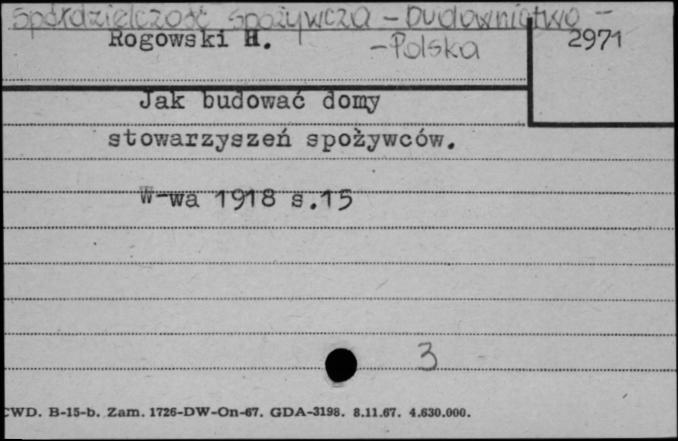 Spółdzielczość spożywcza - budownictwo -
- Polska
Rogowski H.
2971
Jak budować domy
stowarzyszeń spożywców.
W-wa 1918 s.15
3
CWD. B-15-b. Zam. 1726-DW-On-67. GDA-3198. 8.11.67. 4.630.000.